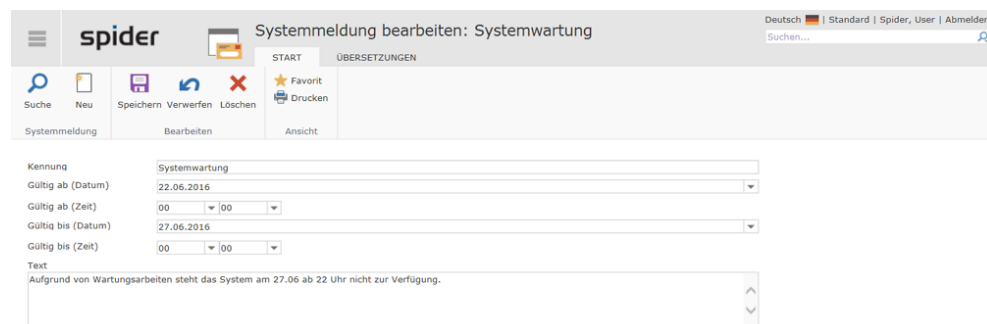 Deutsch | Standard | Spider, User | Abmelden
spider
Systemmeldung bearbeiten: Systemwartung
Suchen...
START ÜBERSETZUNGEN
Suche Neu Speichern Verwerfen Löschen Favorit
Drucken
Systemmeldung Bearbeiten Ansicht
Kennung Systemwartung
Gültig ab (Datum) 22.06.2016
Gültig ab (Zeit) 00 00
Gültig bis (Datum) 27.06.2016
Gültig bis (Zeit) 00 00
Text
Aufgrund von Wartungsarbeiten steht das System am 27.06 ab 22 Uhr nicht zur Verfügung.